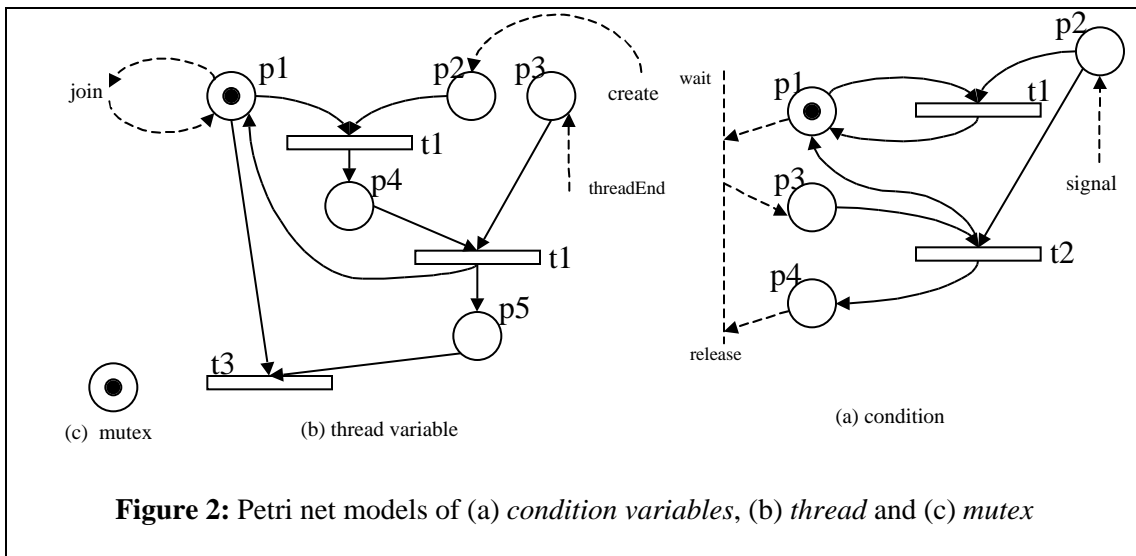 p1
p2
p3
join
create
t1
p4
threadEnd
t1
p5
t3
(c) mutex
(b) thread variable
p2
wait
p1
t1
p3
signal
t2
p4
release
(a) condition
Figure 2: Petri net models of (a) condition variables, (b) thread and (c) mutex